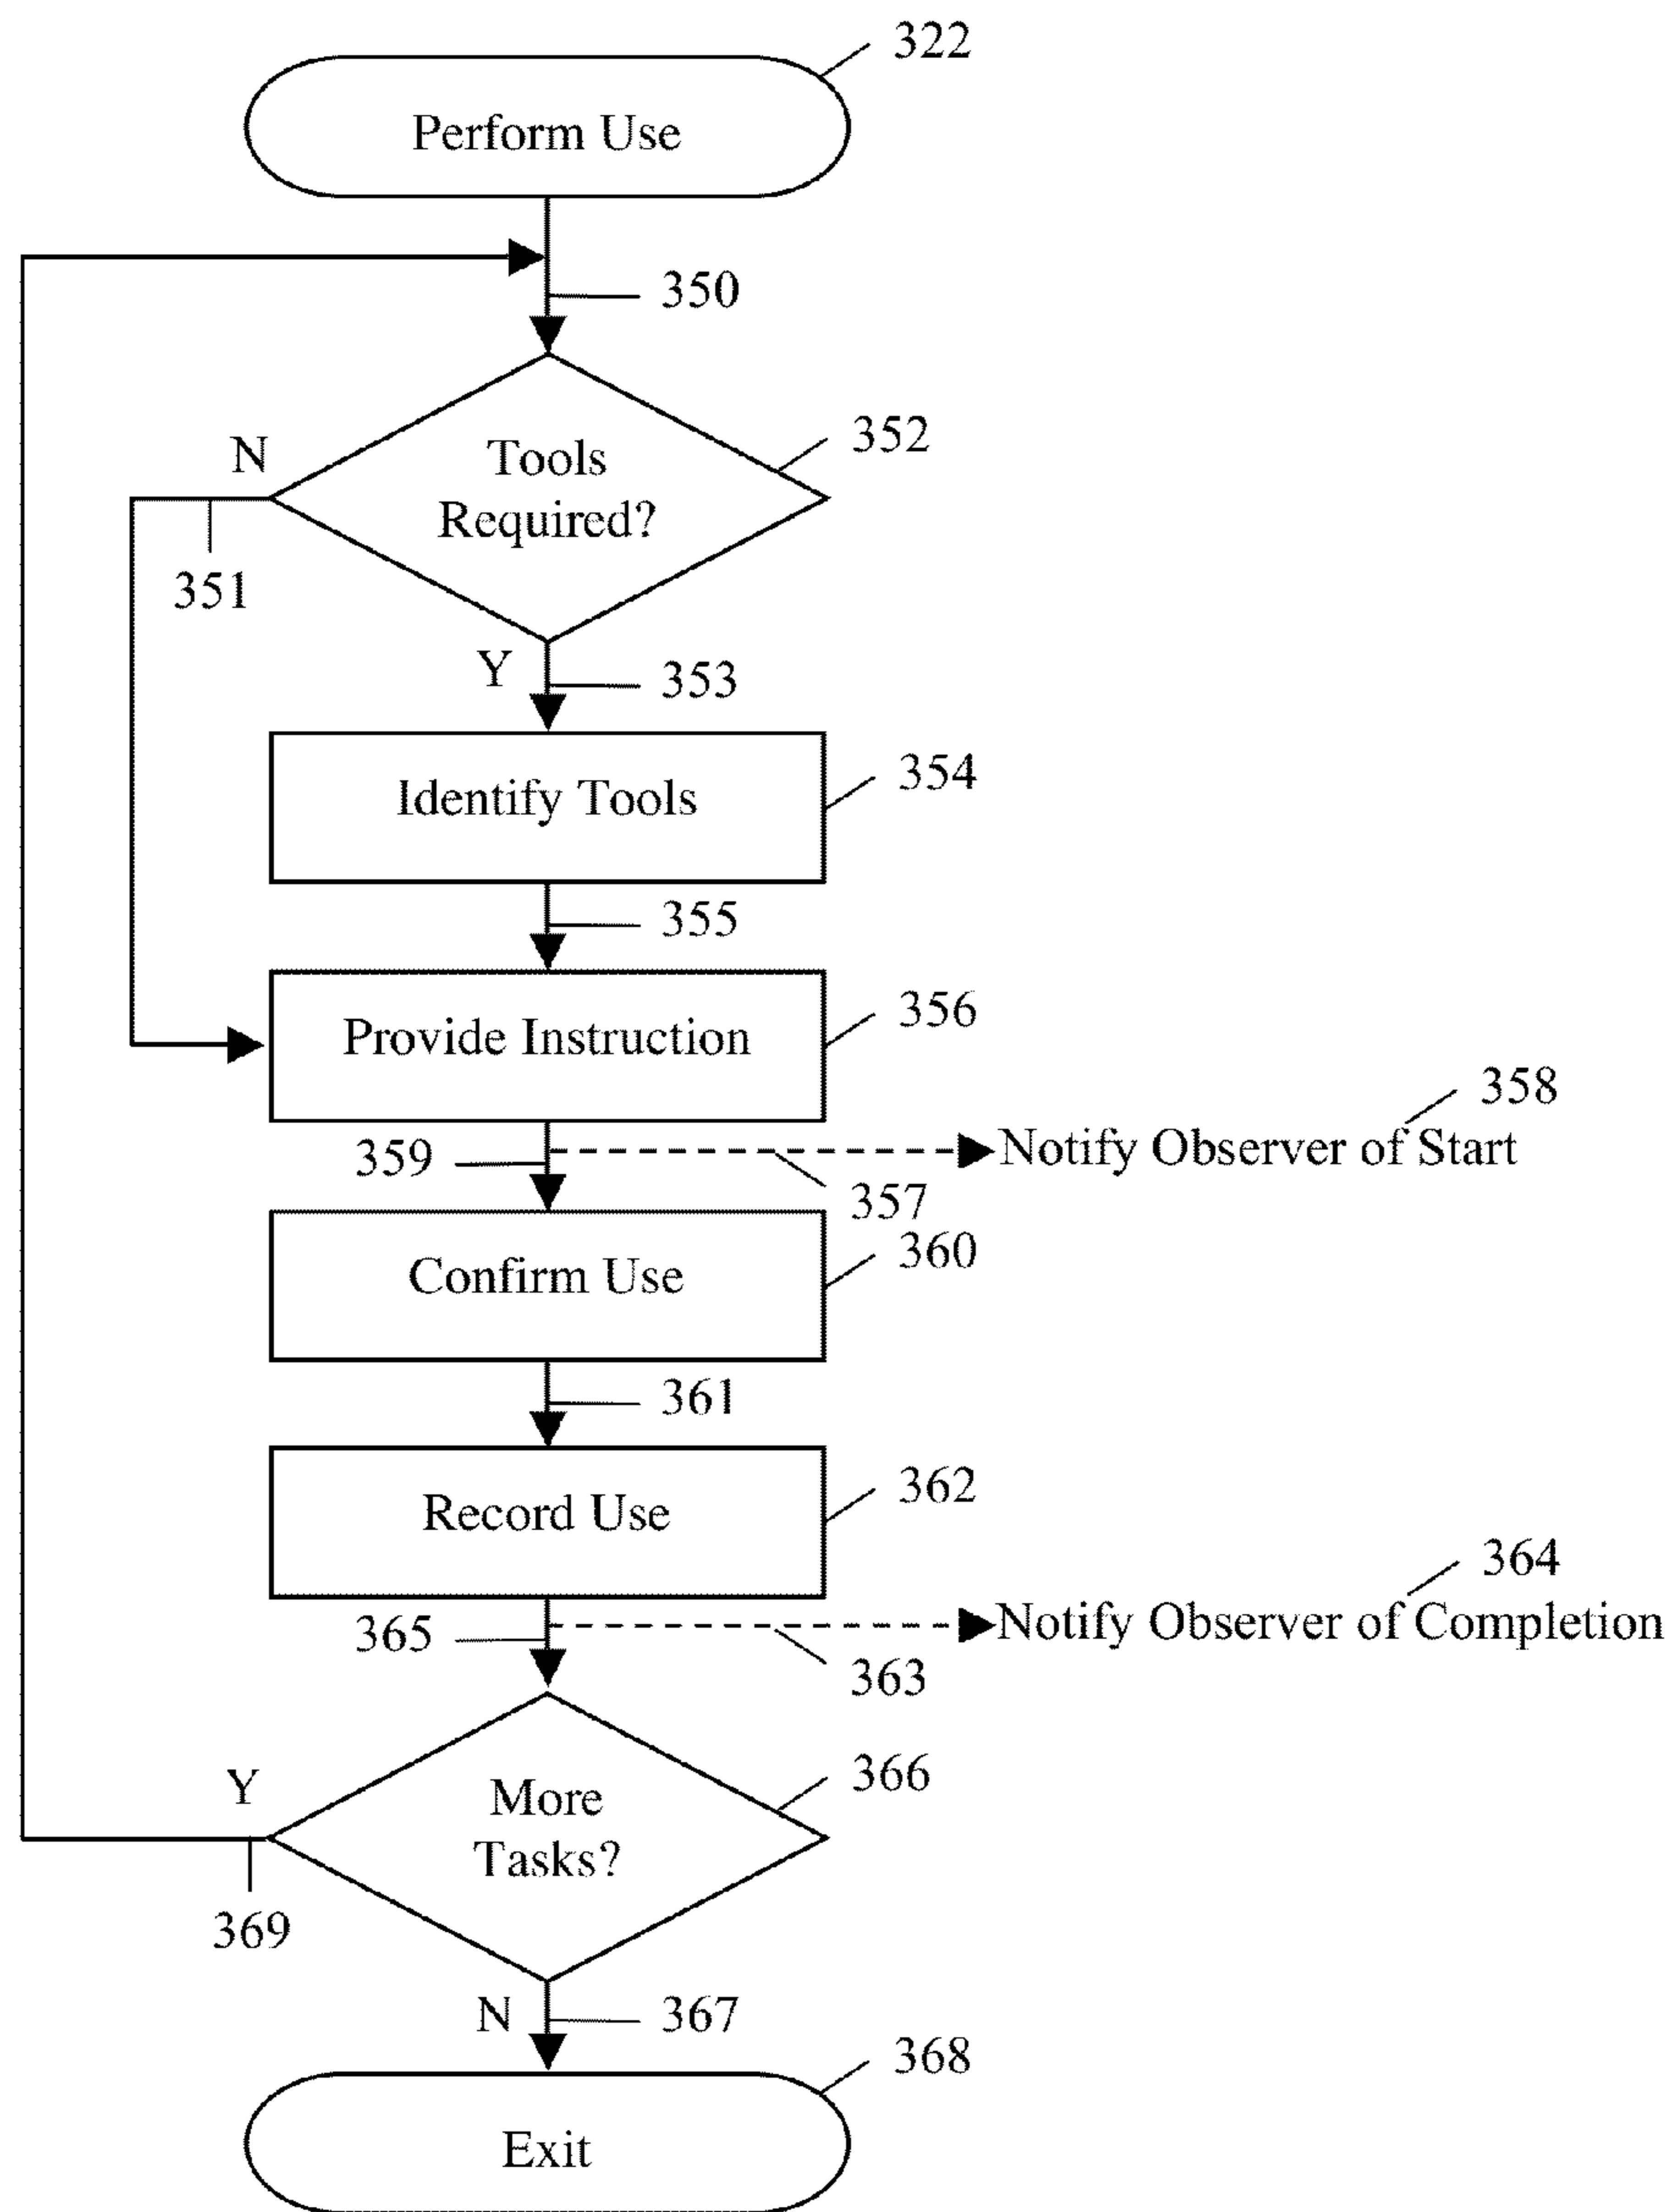 322
Perform Use
350
352
N
Tools
Required?
351
Y
353
354
Identify Tools
355
356
Provide Instruction
358
359
Notify Observer of Start
357
360
Confirm Use
361
362
Record Use
364
365
Notify Observer of Completion
363
366
Y
More
Tasks?
369
N
367
368
Exit